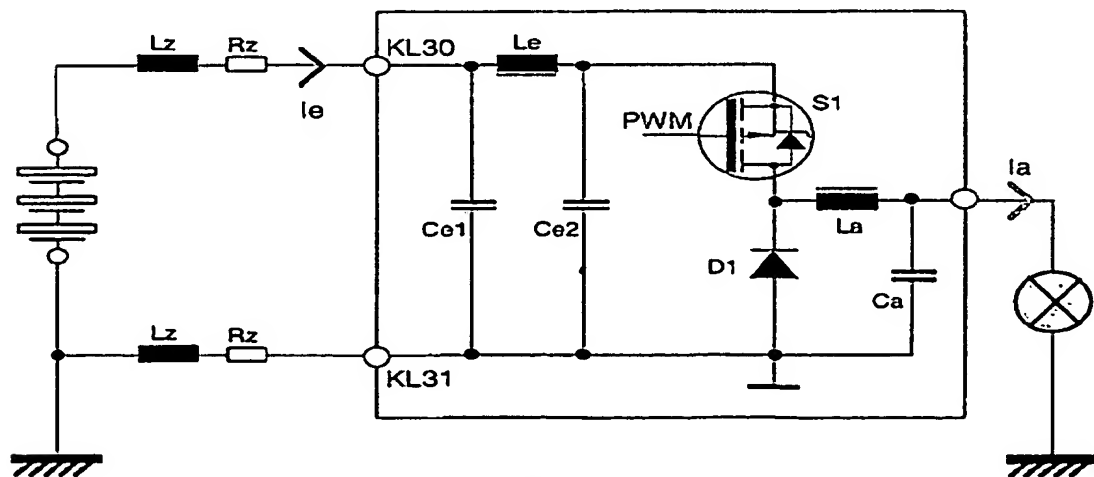 Lz Rz
Ie
KL30
Le
S1
PWM
Ce1
Ce2
D1
La
Ca
Ia
Lz Rz
KL31